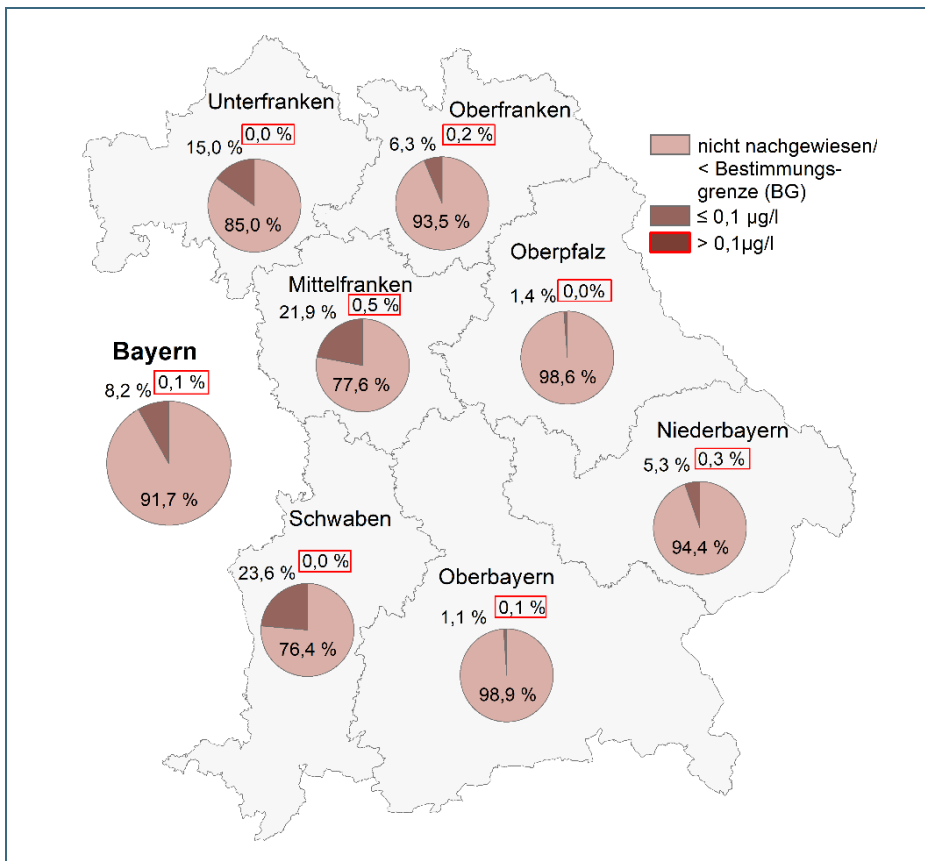 Unterfranken
15,0 % 0,0 %
85,0 %
Oberfranken
6,3 % 0,2 %
93,5 %
nicht nachgewiesen/
< Bestimmungs-
grenze (BG)
≤ 0,1 µg/l
> 0,1µg/l
Mittelfranken
21,9 % 0,5 %
77,6 %
Oberpfalz
1,4 % 0,0%
98,6 %
Bayern
8,2 % 0,1 %
91,7 %
Niederbayern
5,3 % 0,3 %
94,4 %
Schwaben
23,6 % 0,0 %
76,4 %
Oberbayern
1,1 % 0,1 %
98,9 %